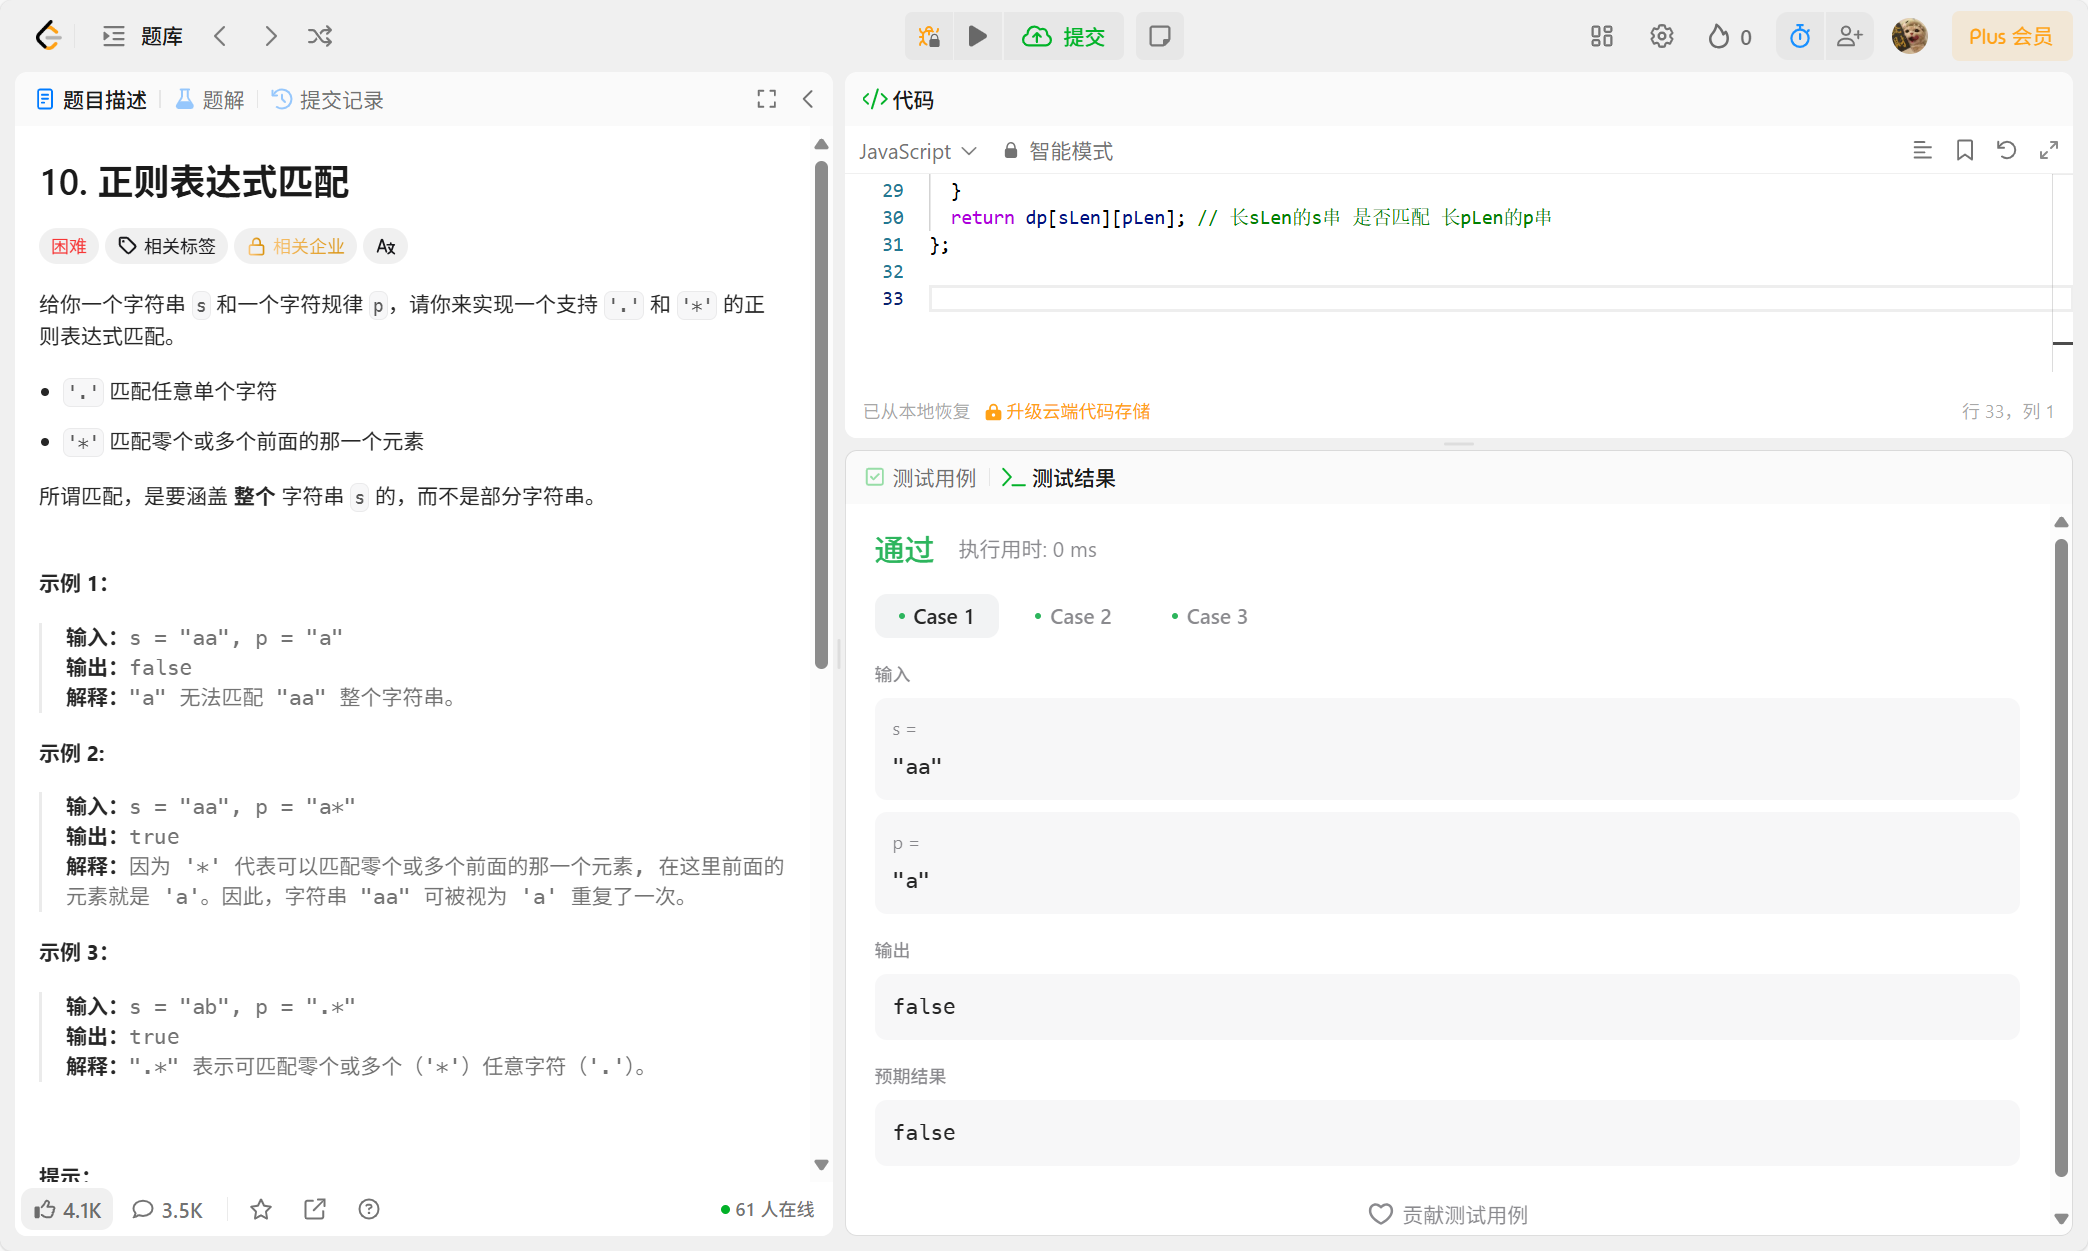 题库
提交
0
Plus 会员
题目描述
题解
提交记录
10. 正则表达式匹配
困难
相关标签
相关企业
给你一个字符串 s 和一个字符规律 p，请你来实现一个支持 '.' 和 '*' 的正
则表达式匹配。
'.' 匹配任意单个字符
'*' 匹配零个或多个前面的那一个元素
所谓匹配，是要涵盖 整个 字符串 s 的，而不是部分字符串。
示例 1：
输入：s = "aa", p = "a"
输出：false
解释："a" 无法匹配 "aa" 整个字符串。
示例 2:
输入：s = "aa", p = "a*"
输出：true
解释：因为 '*' 代表可以匹配零个或多个前面的那一个元素, 在这里前面的
元素就是 'a'。因此，字符串 "aa" 可被视为 'a' 重复了一次。
示例 3：
输入：s = "ab", p = ".*"
输出：true
解释：".*" 表示可匹配零个或多个（'*'）任意字符（'.'）。
提示：
4.1K
3.5K
61 人在线
代码
JavaScript
智能模式
29 }
30 return dp[sLen][pLen]; // 长sLen的s串 是否匹配 长pLen的p串
31 };
32
33
已从本地恢复
升级云端代码存储
行 33，列 1
测试用例
测试结果
通过
执行用时: 0 ms
Case 1
Case 2
Case 3
输入
s =
"aa"
p =
"a"
输出
false
预期结果
false
贡献测试用例